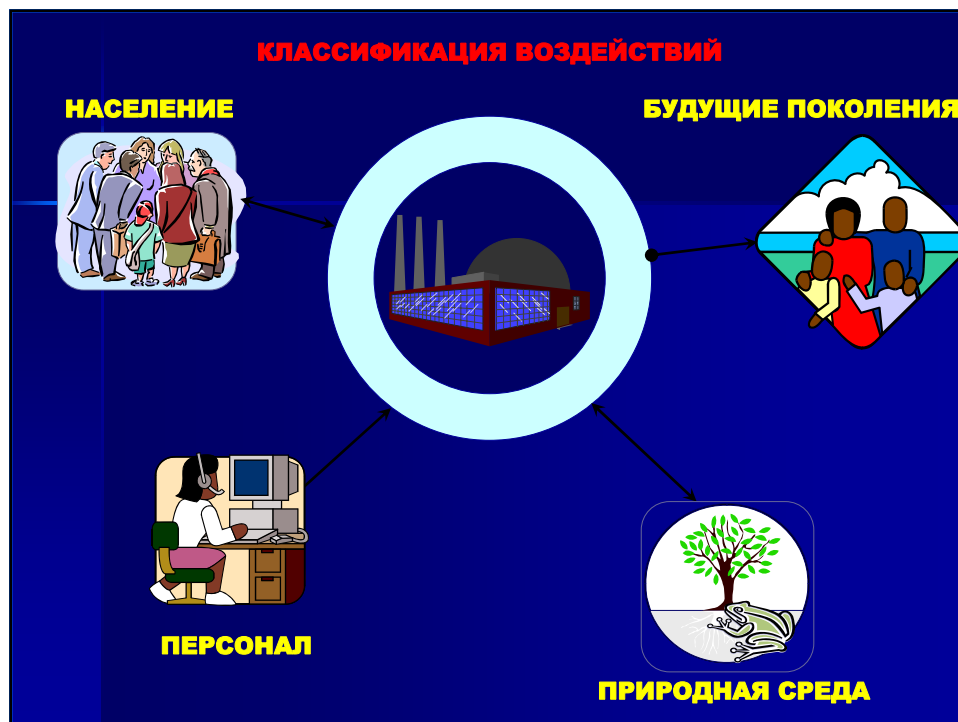 КЛАССИФИКАЦИЯ ВОЗДЕЙСТВИЙ
НАСЕЛЕНИЕ
БУДУЩИЕ ПОКОЛЕНИЯ
ПЕРСОНАЛ
ПРИРОДНАЯ СРЕДА